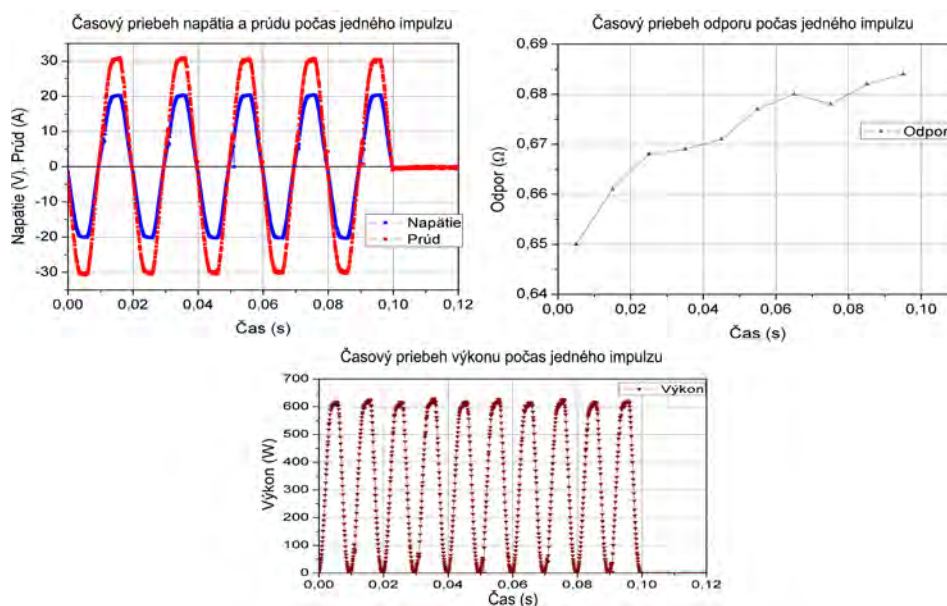 Časový priebeh napätia a prúdu počas jedného impulzu
Napätie (V), Prúd (A)
30
20
10
0
-10
-20
-30
Napätie
Prúd
0,00 0,02 0,04 0,06 0,08 0,10 0,12
Čas (s)
Časový priebeh odporu počas jedného impulzu
Odpor (Ω)
0,69
0,68
0,67
0,66
0,65
0,64
Odpor
0,00 0,02 0,04 0,06 0,08 0,10
Čas (s)
Časový priebeh výkonu počas jedného impulzu
Výkon (W)
700
600
500
400
300
200
100
0
Výkon
0,00 0,02 0,04 0,06 0,08 0,10 0,12
Čas (s)